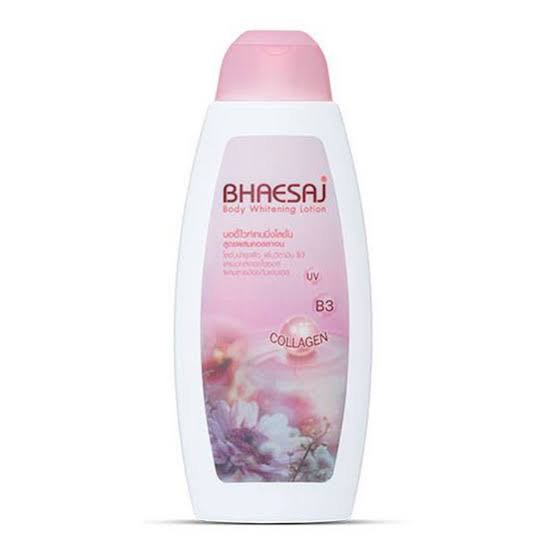 BHAESAJ
Body Whitening Lotion
บอดี้ไวท์เทนนิ่งโลชั่น
สูตรผสมคอลลาเจน
UV
B3
COLLAGEN